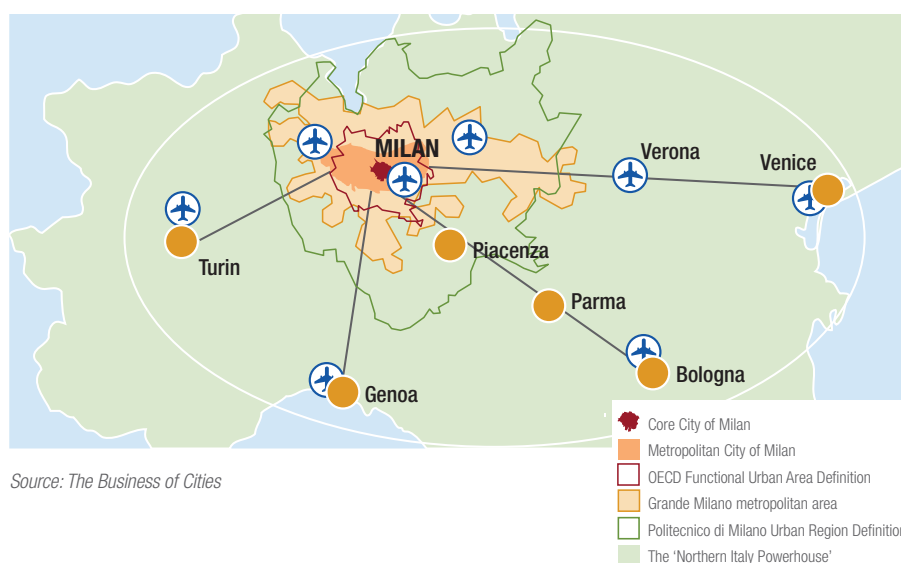 MILAN
Verona
Venice
Turin
Piacenza
Parma
Genoa
Bologna
Core City of Milan
Metropolitan City of Milan
OECD Functional Urban Area Definition
Grande Milano metropolitan area
Politecnico di Milano Urban Region Definition
The ‘Northern Italy Powerhouse’
Source: The Business of Cities